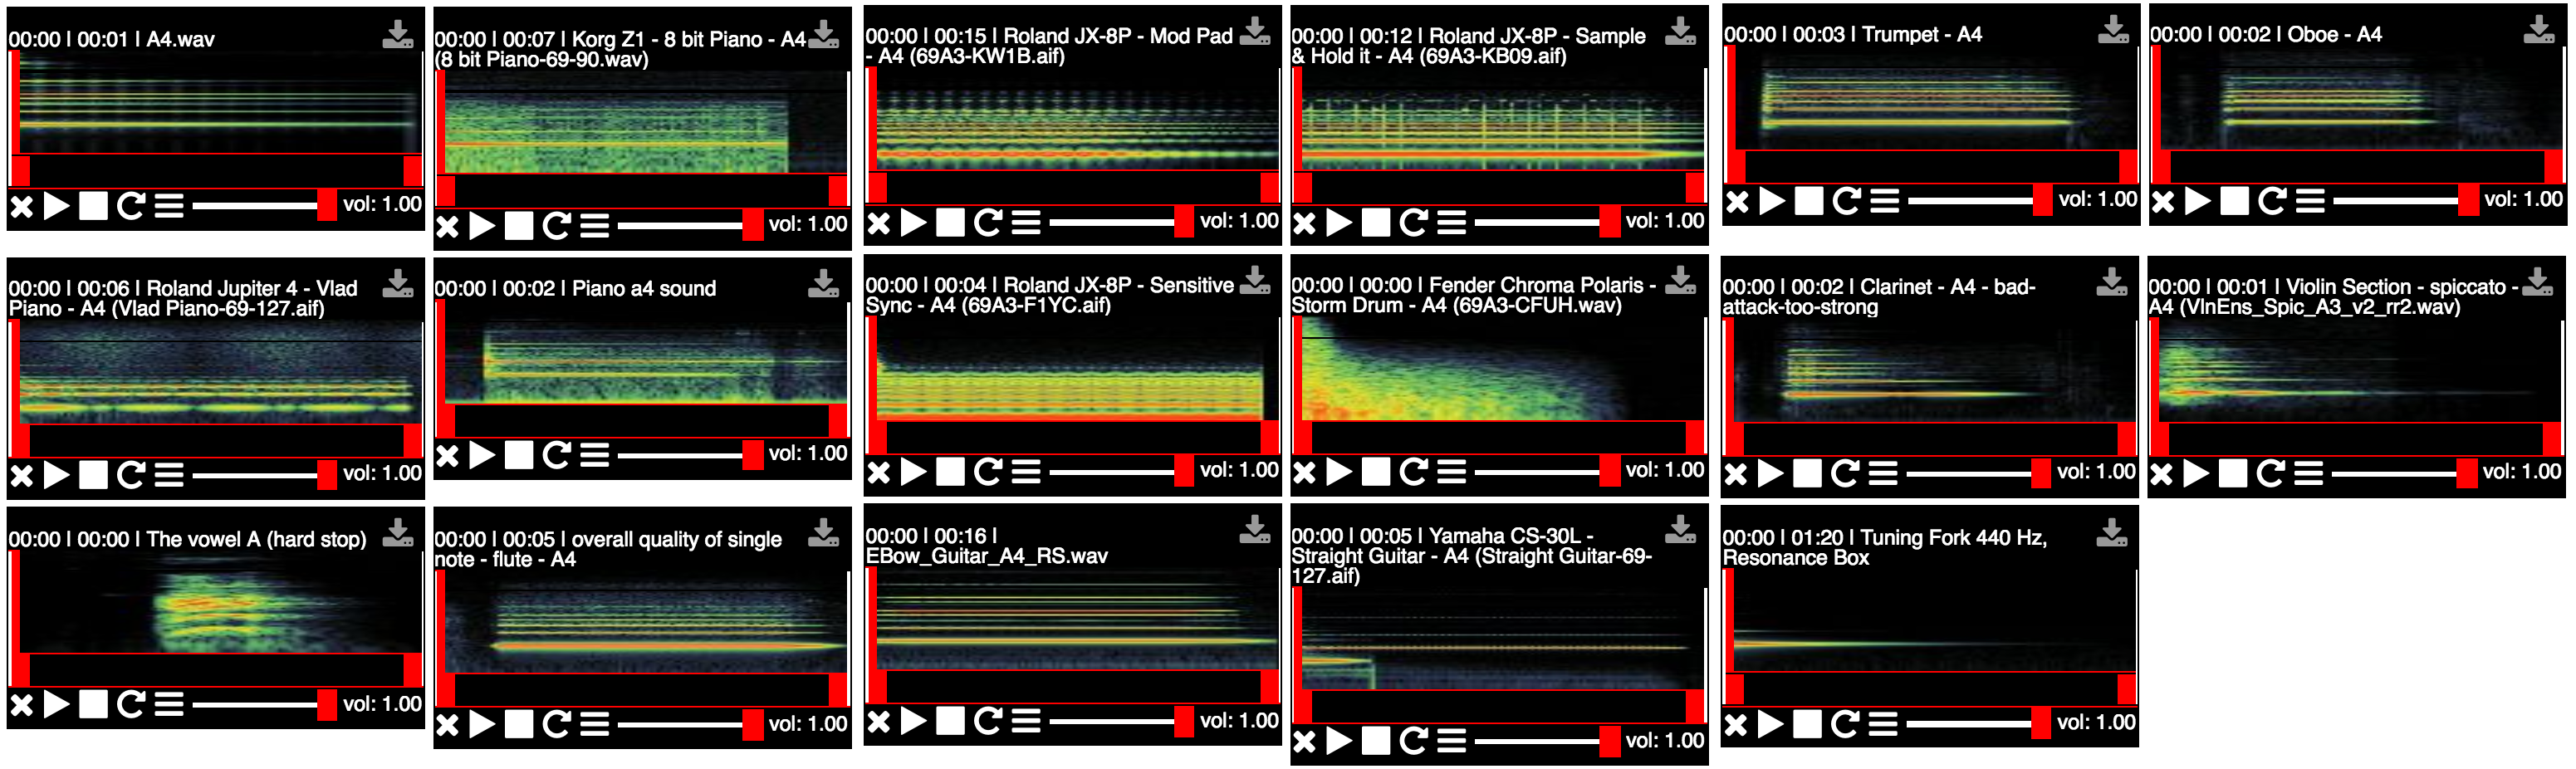 00:00 | 00:01 | A4.wav
vol: 1.00
00:00 | 00:07 | Korg Z1 - 8 bit Piano - A4
(8 bit Piano-69-90.wav)
vol: 1.00
00:00 | 00:15 | Roland JX-8P - Mod Pad
- A4 (69A3-KW1B.aif)
vol: 1.00
00:00 | 00:12 | Roland JX-8P - Sample
& Hold it - A4 (69A3-KB09.aif)
vol: 1.00
00:00 | 00:03 | Trumpet - A4
vol: 1.00
00:00 | 00:02 | Oboe - A4
vol: 1.00
00:00 | 00:06 | Roland Jupiter 4 - Vlad
Piano - A4 (Vlad Piano-69-127.aif)
vol: 1.00
00:00 | 00:02 | Piano a4 sound
vol: 1.00
00:00 | 00:04 | Roland JX-8P - Sensitive
Sync - A4 (69A3-F1YC.aif)
vol: 1.00
00:00 | 00:00 | Fender Chroma Polaris -
Storm Drum - A4 (69A3-CFUH.wav)
vol: 1.00
00:00 | 00:02 | Clarinet - A4 - bad-
attack-too-strong
vol: 1.00
00:00 | 00:01 | Violin Section - spiccato -
A4 (VlnEns_Spic_A3_v2_rr2.wav)
vol: 1.00
00:00 | 00:00 | The vowel A (hard stop)
vol: 1.00
00:00 | 00:05 | overall quality of single
note - flute - A4
vol: 1.00
00:00 | 00:16 |
EBow_Guitar_A4_RS.wav
vol: 1.00
00:00 | 00:05 | Yamaha CS-30L -
Straight Guitar - A4 (Straight Guitar-69-
127.aif)
vol: 1.00
00:00 | 01:20 | Tuning Fork 440 Hz,
Resonance Box
vol: 1.00